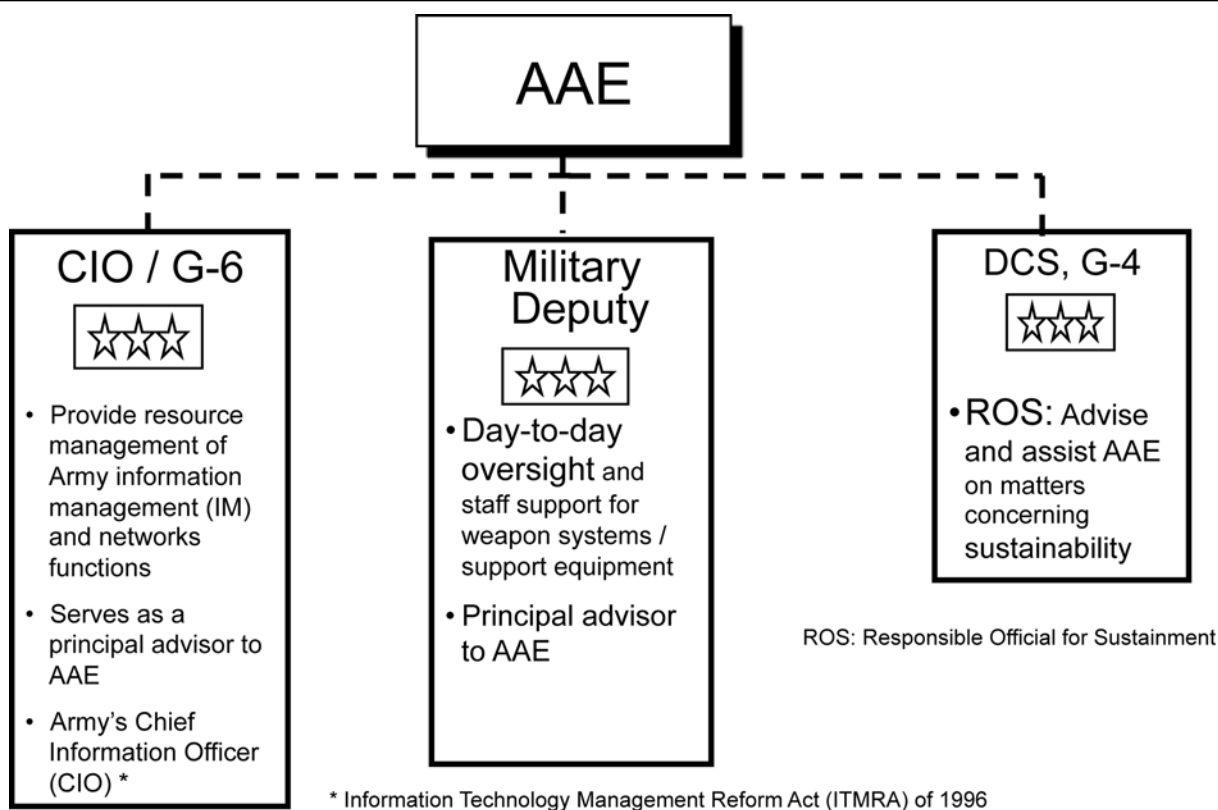 AAE
CIO / G-6
• Provide resource
management of
Army information
management (IM)
and networks
functions
• Serves as a
principal advisor to
AAE
• Army's Chief
Information Officer
(CIO) *
Military
Deputy
• Day-to-day
oversight and
staff support for
weapon systems /
support equipment
• Principal advisor
to AAE
DCS, G-4
• ROS: Advise
and assist AAE
on matters
concerning
sustainability
ROS: Responsible Official for Sustainment
* Information Technology Management Reform Act (ITMRA) of 1996